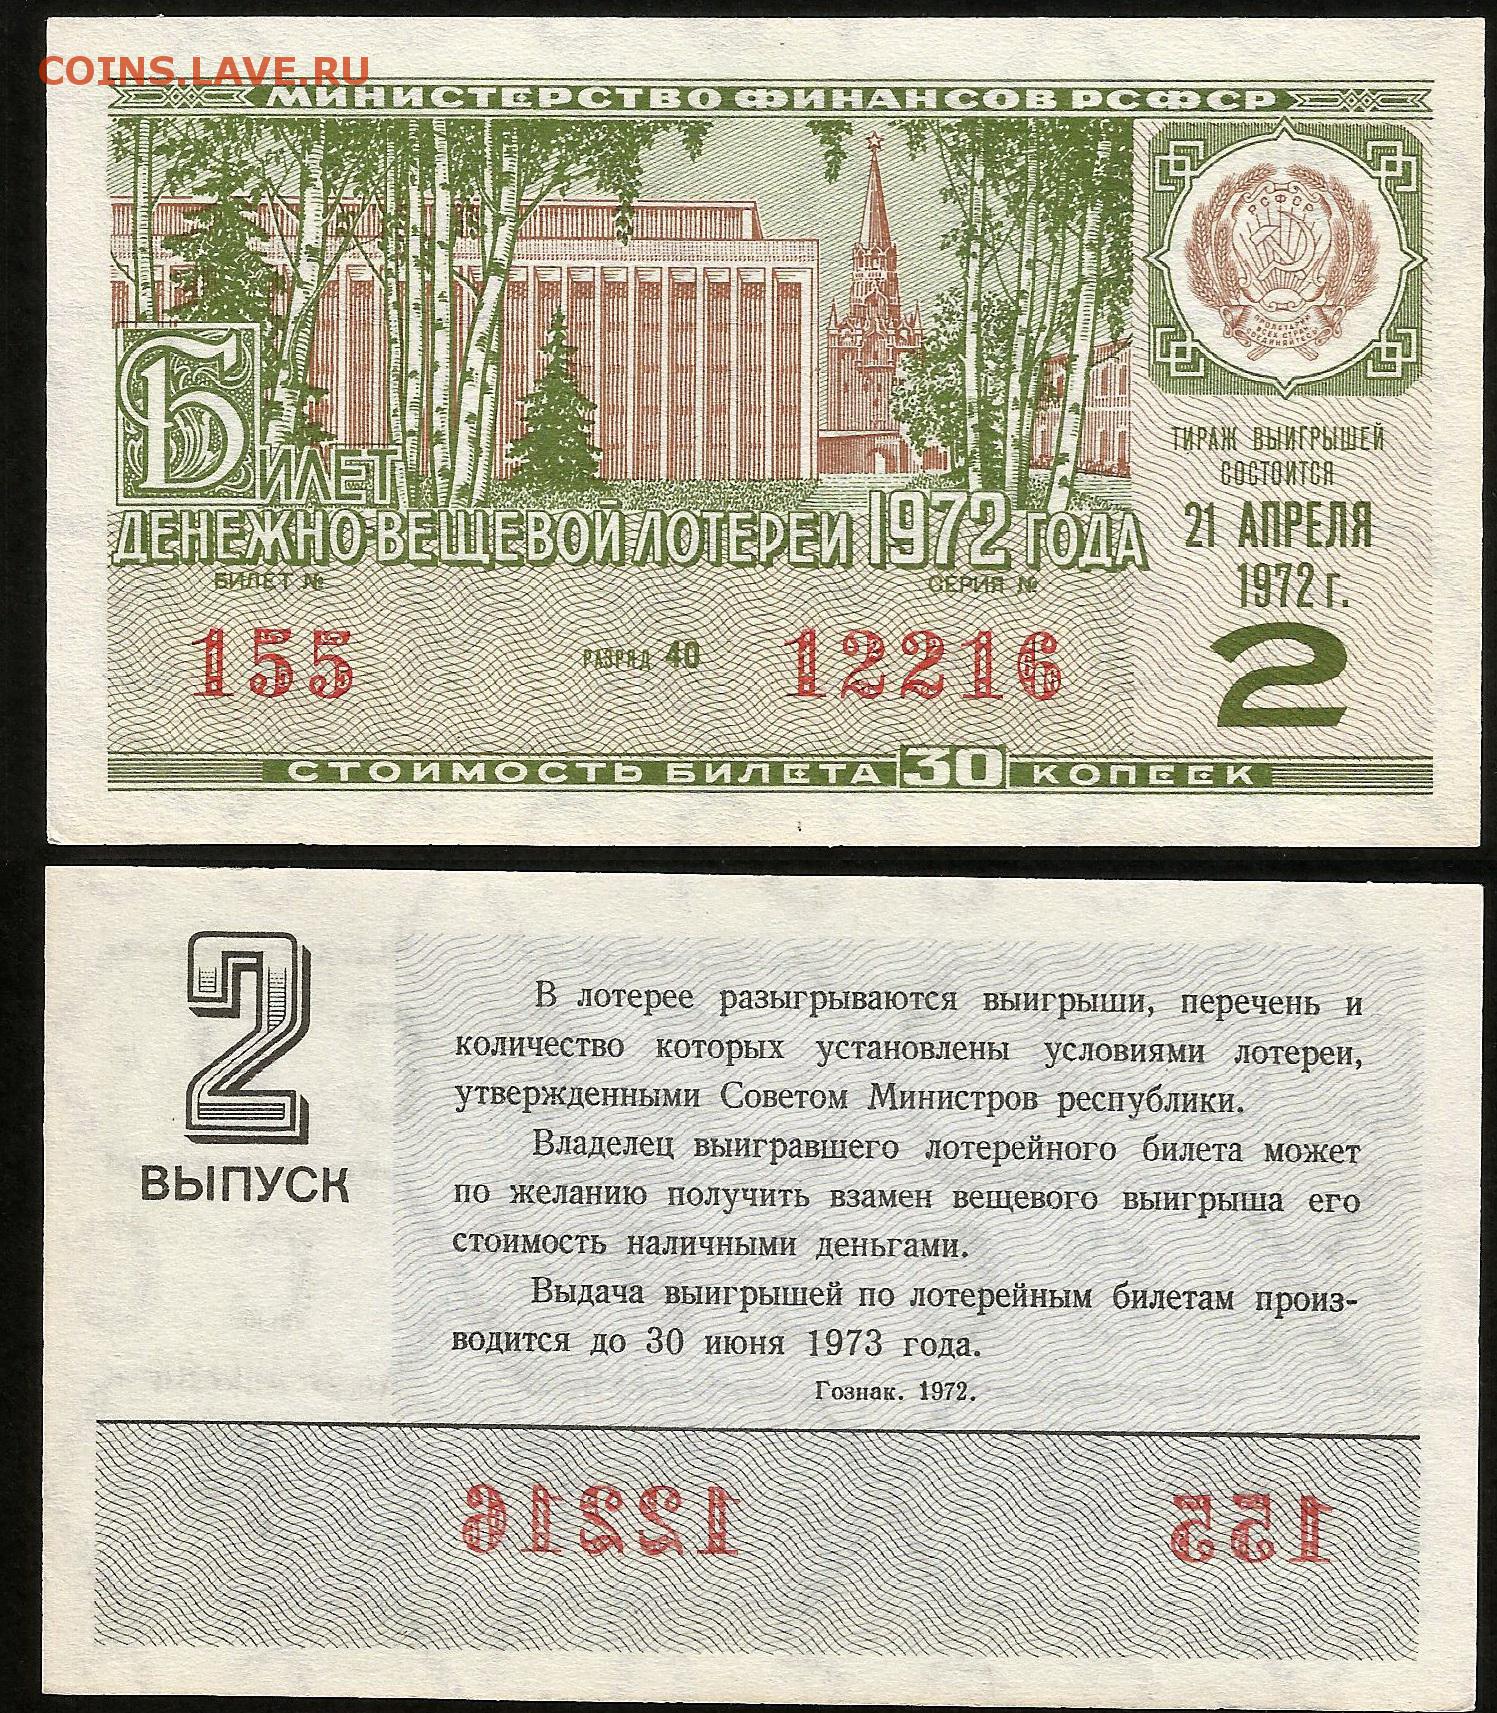 COINS.LAVE.RU
МИНИСТЕРСТВО ФИНАНСОВ РСФСР
РСФСР
ПРОЛЕТАРИИ
ВСЕХ СТРАН
СОЕДИНЯЙТЕСЬ
БИЛЕТ
ДЕНЕЖНО-ВЕЩЕВОЙ ЛОТЕРЕИ 1972 ГОДА
ТИРАЖ ВЫИГРЫШЕЙ
СОСТОИТСЯ
21 АПРЕЛЯ
1972 г.
2
БИЛЕТ № СЕРИЯ №
155 РАЗРЯД 40 12216
СТОИМОСТЬ БИЛЕТА 30 КОПЕЕК
2
ВЫПУСК
В лотерее разыгрываются выигрыши, перечень и
количество которых установлены условиями лотереи,
утвержденными Советом Министров республики.
Владелец выигравшего лотерейного билета может
по желанию получить взамен вещевого выигрыша его
стоимость наличными деньгами.
Выдача выигрышей по лотерейным билетам произ-
водится до 30 июня 1973 года.
Гознак. 1972.
12216 155